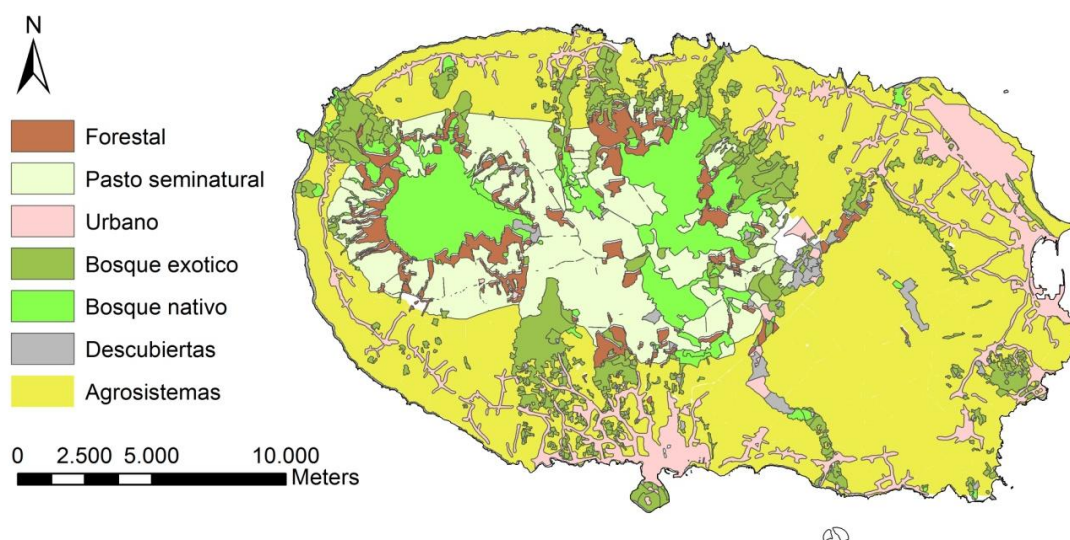 N
Forestal
Pasto seminatural
Urbano
Bosque exotico
Bosque nativo
Descubiertas
Agrosistemas
0 2.500 5.000 10.000
Meters